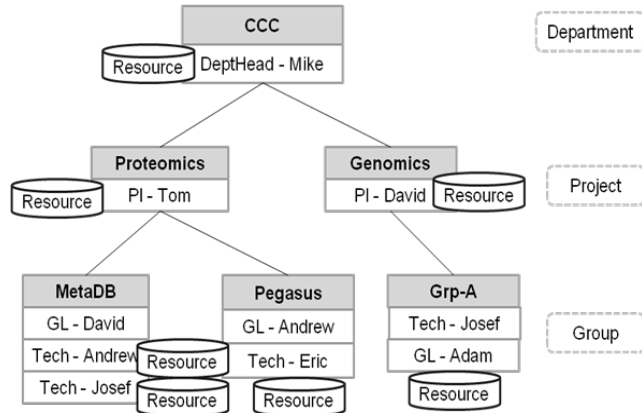 CCC
Department
Resource
DeptHead - Mike
Proteomics
Genomics
Resource
PI - Tom
PI - David
Resource
Project
MetaDB
Pegasus
Grp-A
GL - David
GL - Andrew
Tech - Josef
Group
Tech - Andrew
Resource
Tech - Eric
GL - Adam
Tech - Josef
Resource
Resource
Resource